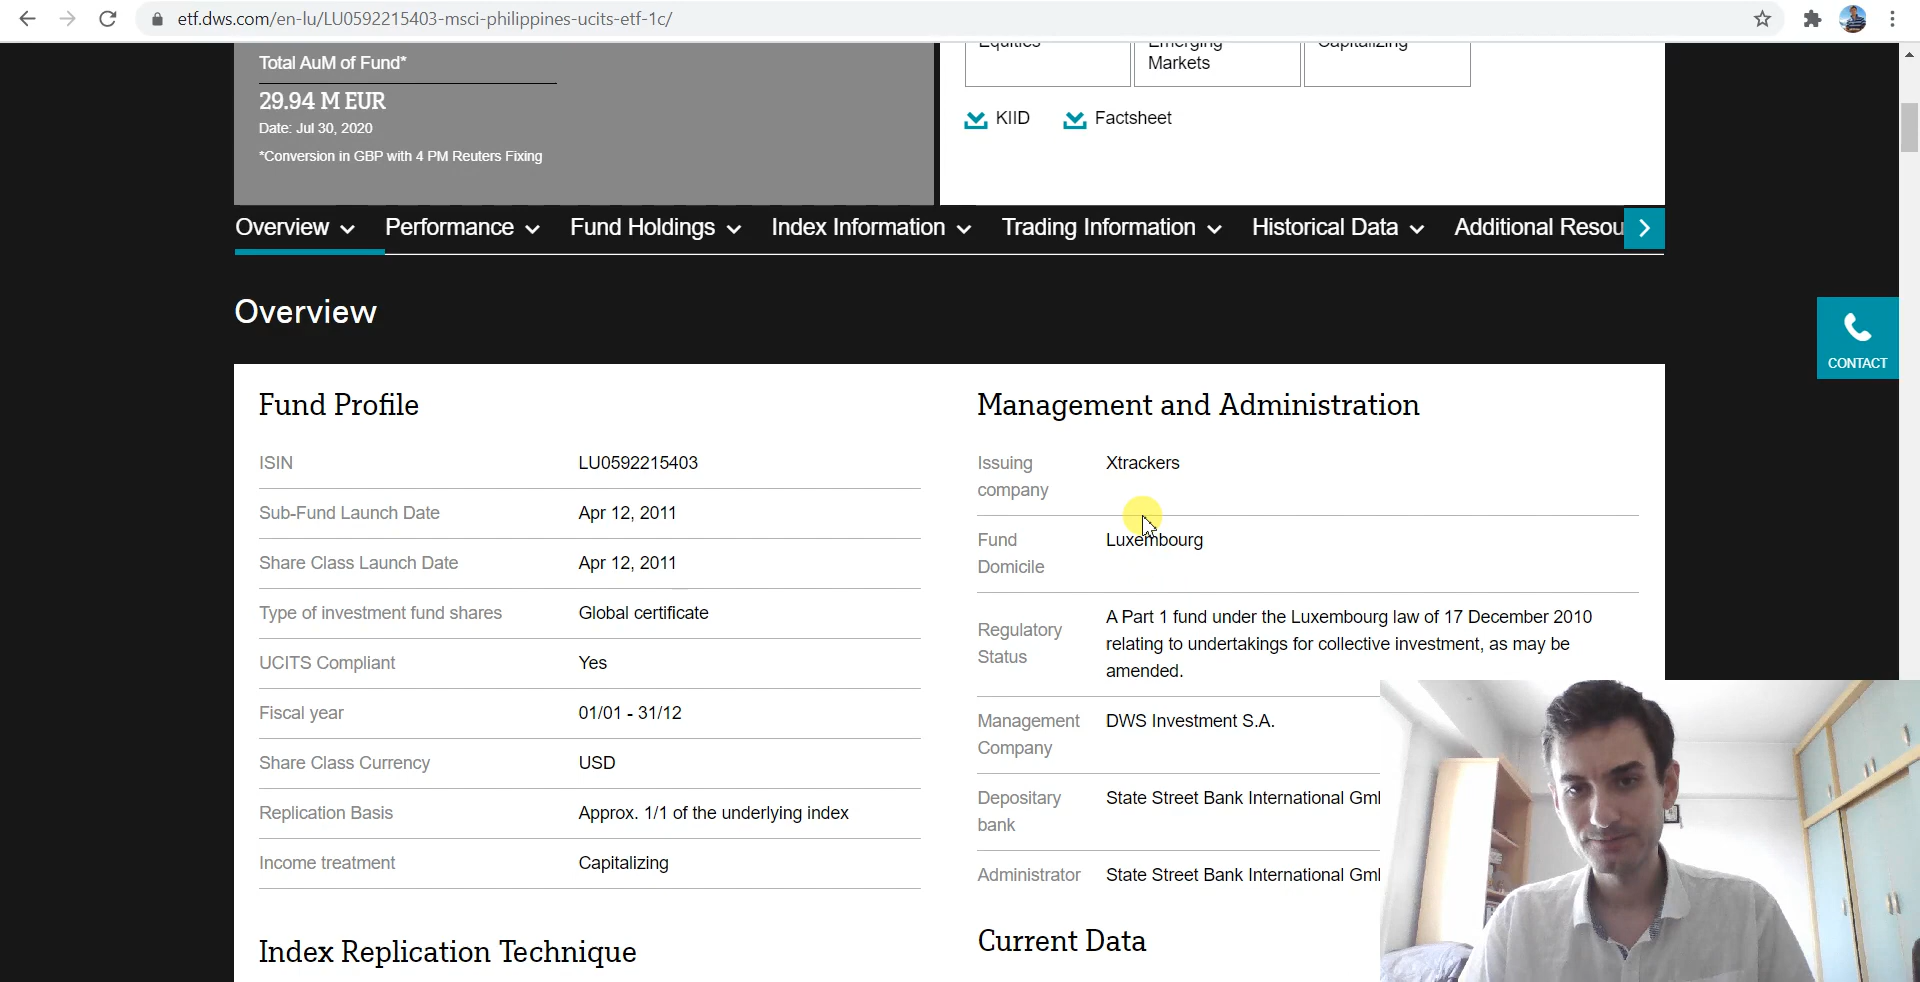 etf.dws.com/en-lu/LU0592215403-msci-philippines-ucits-etf-1c/
Total AuM of Fund*
29.94 M EUR
Date: Jul 30, 2020
*Conversion in GBP with 4 PM Reuters Fixing
Equities
Emerging
Markets
Capitalizing
KIID
Factsheet
Overview
Performance
Fund Holdings
Index Information
Trading Information
Historical Data
Additional Resou
CONTACT
Overview
Fund Profile
ISIN LU0592215403
Sub-Fund Launch Date Apr 12, 2011
Share Class Launch Date Apr 12, 2011
Type of investment fund shares Global certificate
UCITS Compliant Yes
Fiscal year 01/01 - 31/12
Share Class Currency USD
Replication Basis Approx. 1/1 of the underlying index
Income treatment Capitalizing
Index Replication Technique
Management and Administration
Issuing Xtrackers
company
Fund Luxembourg
Domicile
A Part 1 fund under the Luxembourg law of 17 December 2010
Regulatory relating to undertakings for collective investment, as may be
Status amended.
Management DWS Investment S.A.
Company
Depositary State Street Bank International Gml
bank
Administrator State Street Bank International Gml
Current Data